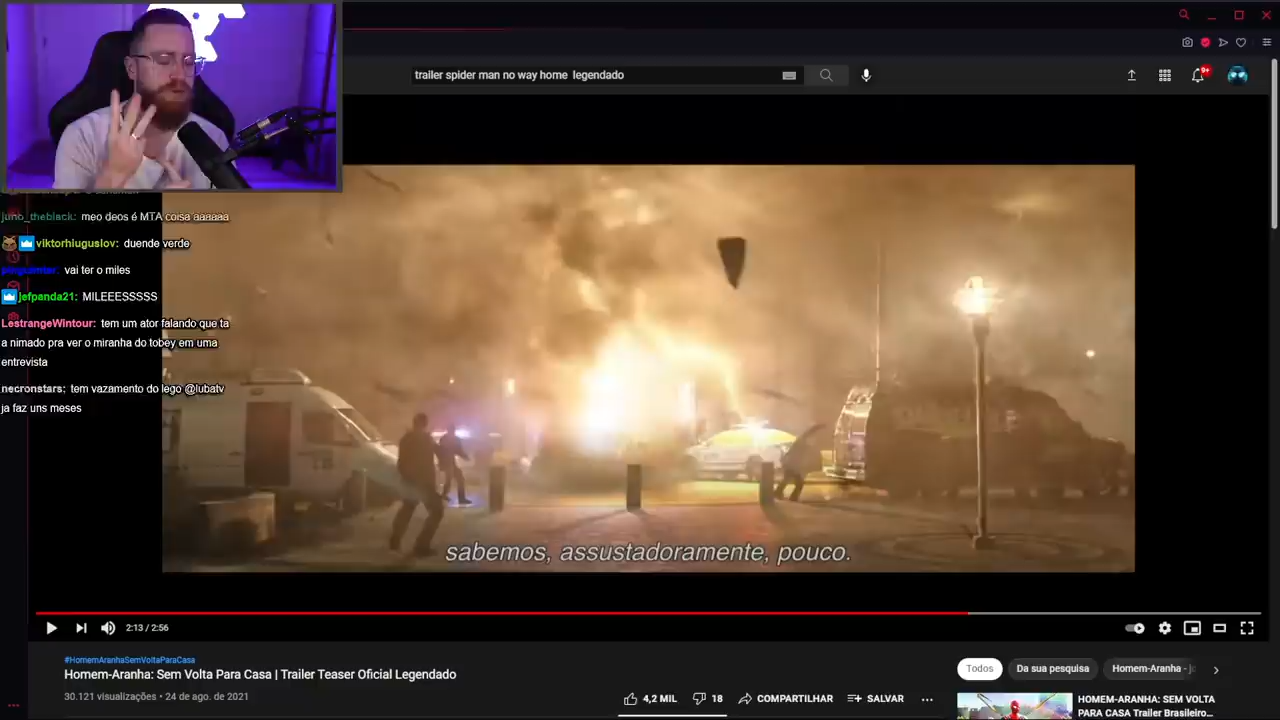 trailer spider man no way home  legendado
9+
juno_theblack: meo deos é MTA coisa aaaaaa
viktorhiuguslov: duende verde
vai ter o miles
jefpanda21: MILEEESSSSS
LestrangeWintour: tem um ator falando que ta
a nimado pra ver o miranha do tobey em uma
entrevista
necronstars: tem vazamento do lego @lubatv
ja faz uns meses
sabemos, assustadoramente, pouco.
2:13 / 2:56
#HomemAranhaSemVoltaParaCasa
Homem-Aranha: Sem Volta Para Casa | Trailer Teaser Oficial Legendado
30.121 visualizações • 24 de ago. de 2021
4,2 MIL
18
COMPARTILHAR
SALVAR
Todos
Da sua pesquisa
Homem-Aranha -
HOMEM-ARANHA: SEM VOLTA
PARA CASA Trailer Brasileiro...